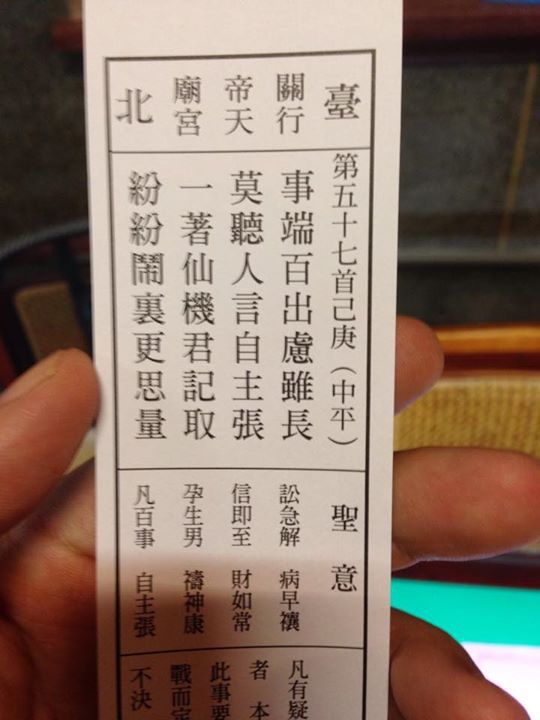 臺北
關帝廟
行天宮
第五十七首己庚（中平）
事端百出慮雖長
莫聽人言自主張
一著仙機君記取
紛紛鬧裏更思量
聖意
訟急解 病早禳
信即至 財如常
孕生男 禱神康
凡百事 自主張
凡有疑
者 本
此事要
戰而定
不決